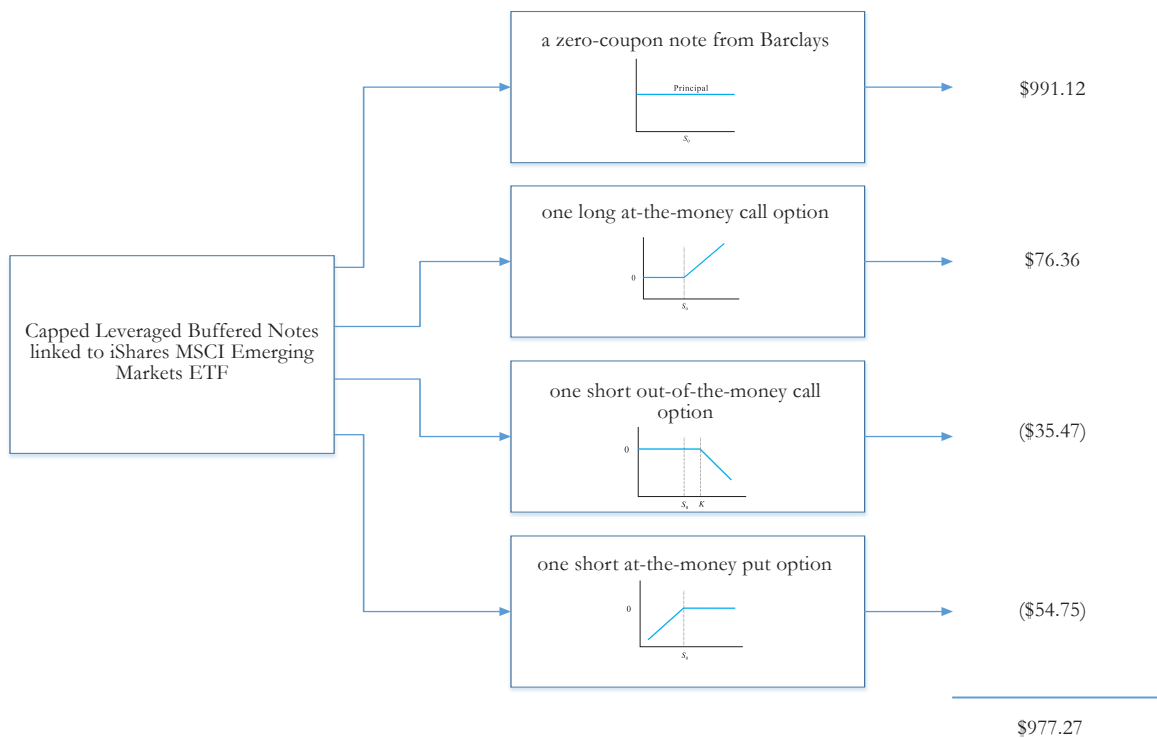 a zero-coupon note from Barclays
Principal
S₀
$991.12
one long at-the-money call option
0
S₀
$76.36
Capped Leveraged Buffered Notes
linked to iShares MSCI Emerging
Markets ETF
one short out-of-the-money call
option
0
S₀ K
($35.47)
one short at-the-money put option
0
S₀
($54.75)
$977.27